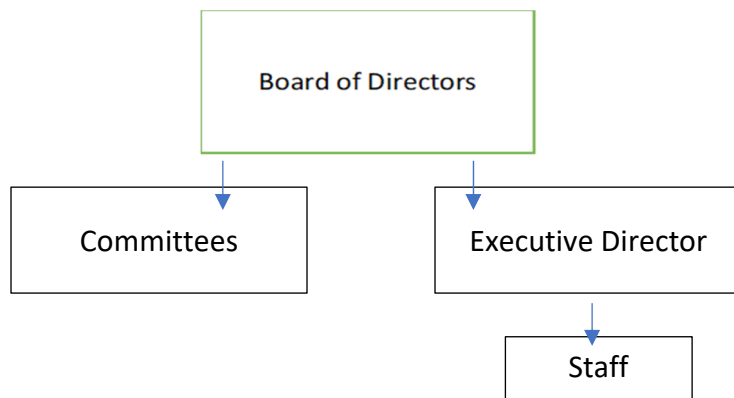 Board of Directors
Committees
Executive Director
Staff